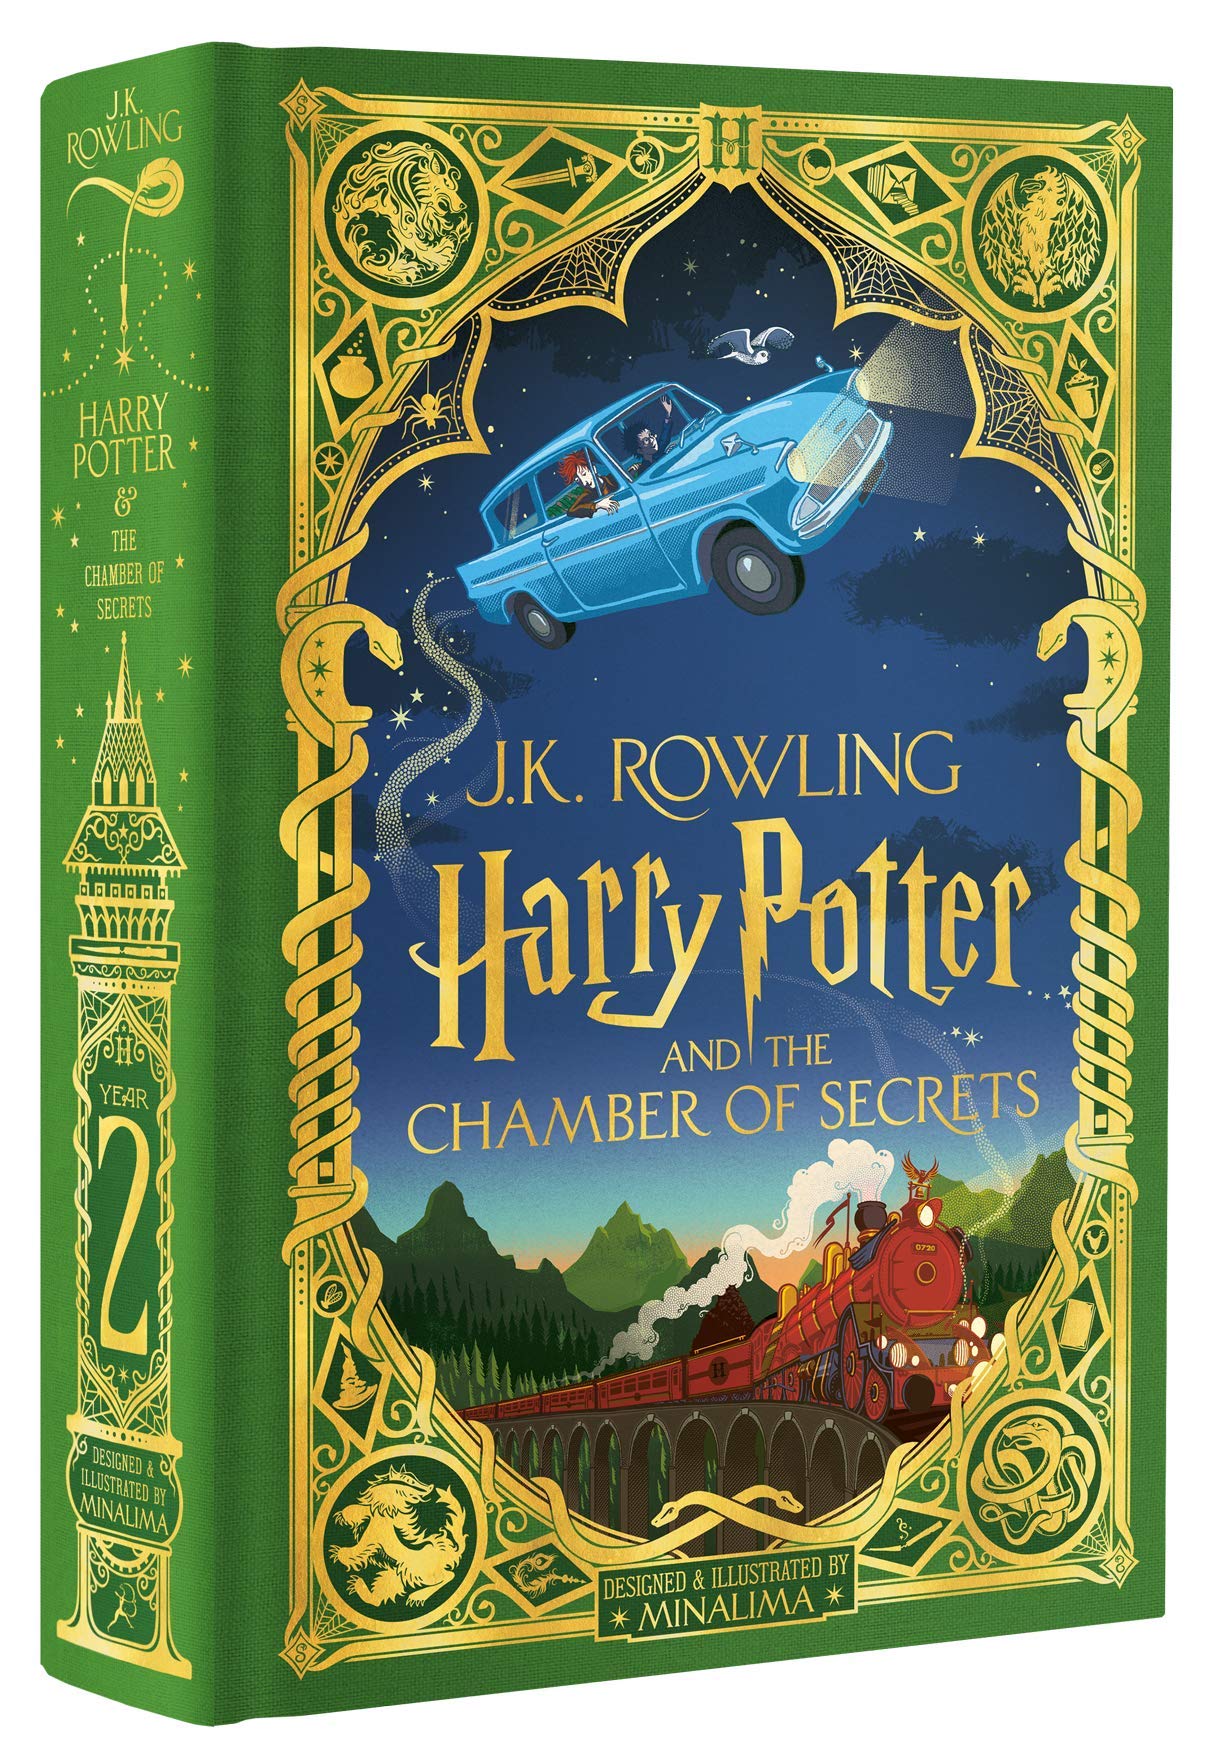 J.K.
ROWLING
HARRY
POTTER
&
THE
CHAMBER OF
SECRETS
H
YEAR
2
DESIGNED &
ILLUSTRATED BY
MINALIMA
H
J.K. ROWLING
Harry Potter
AND THE
CHAMBER OF SECRETS
0720
H
DESIGNED & ILLUSTRATED BY
MINALIMA